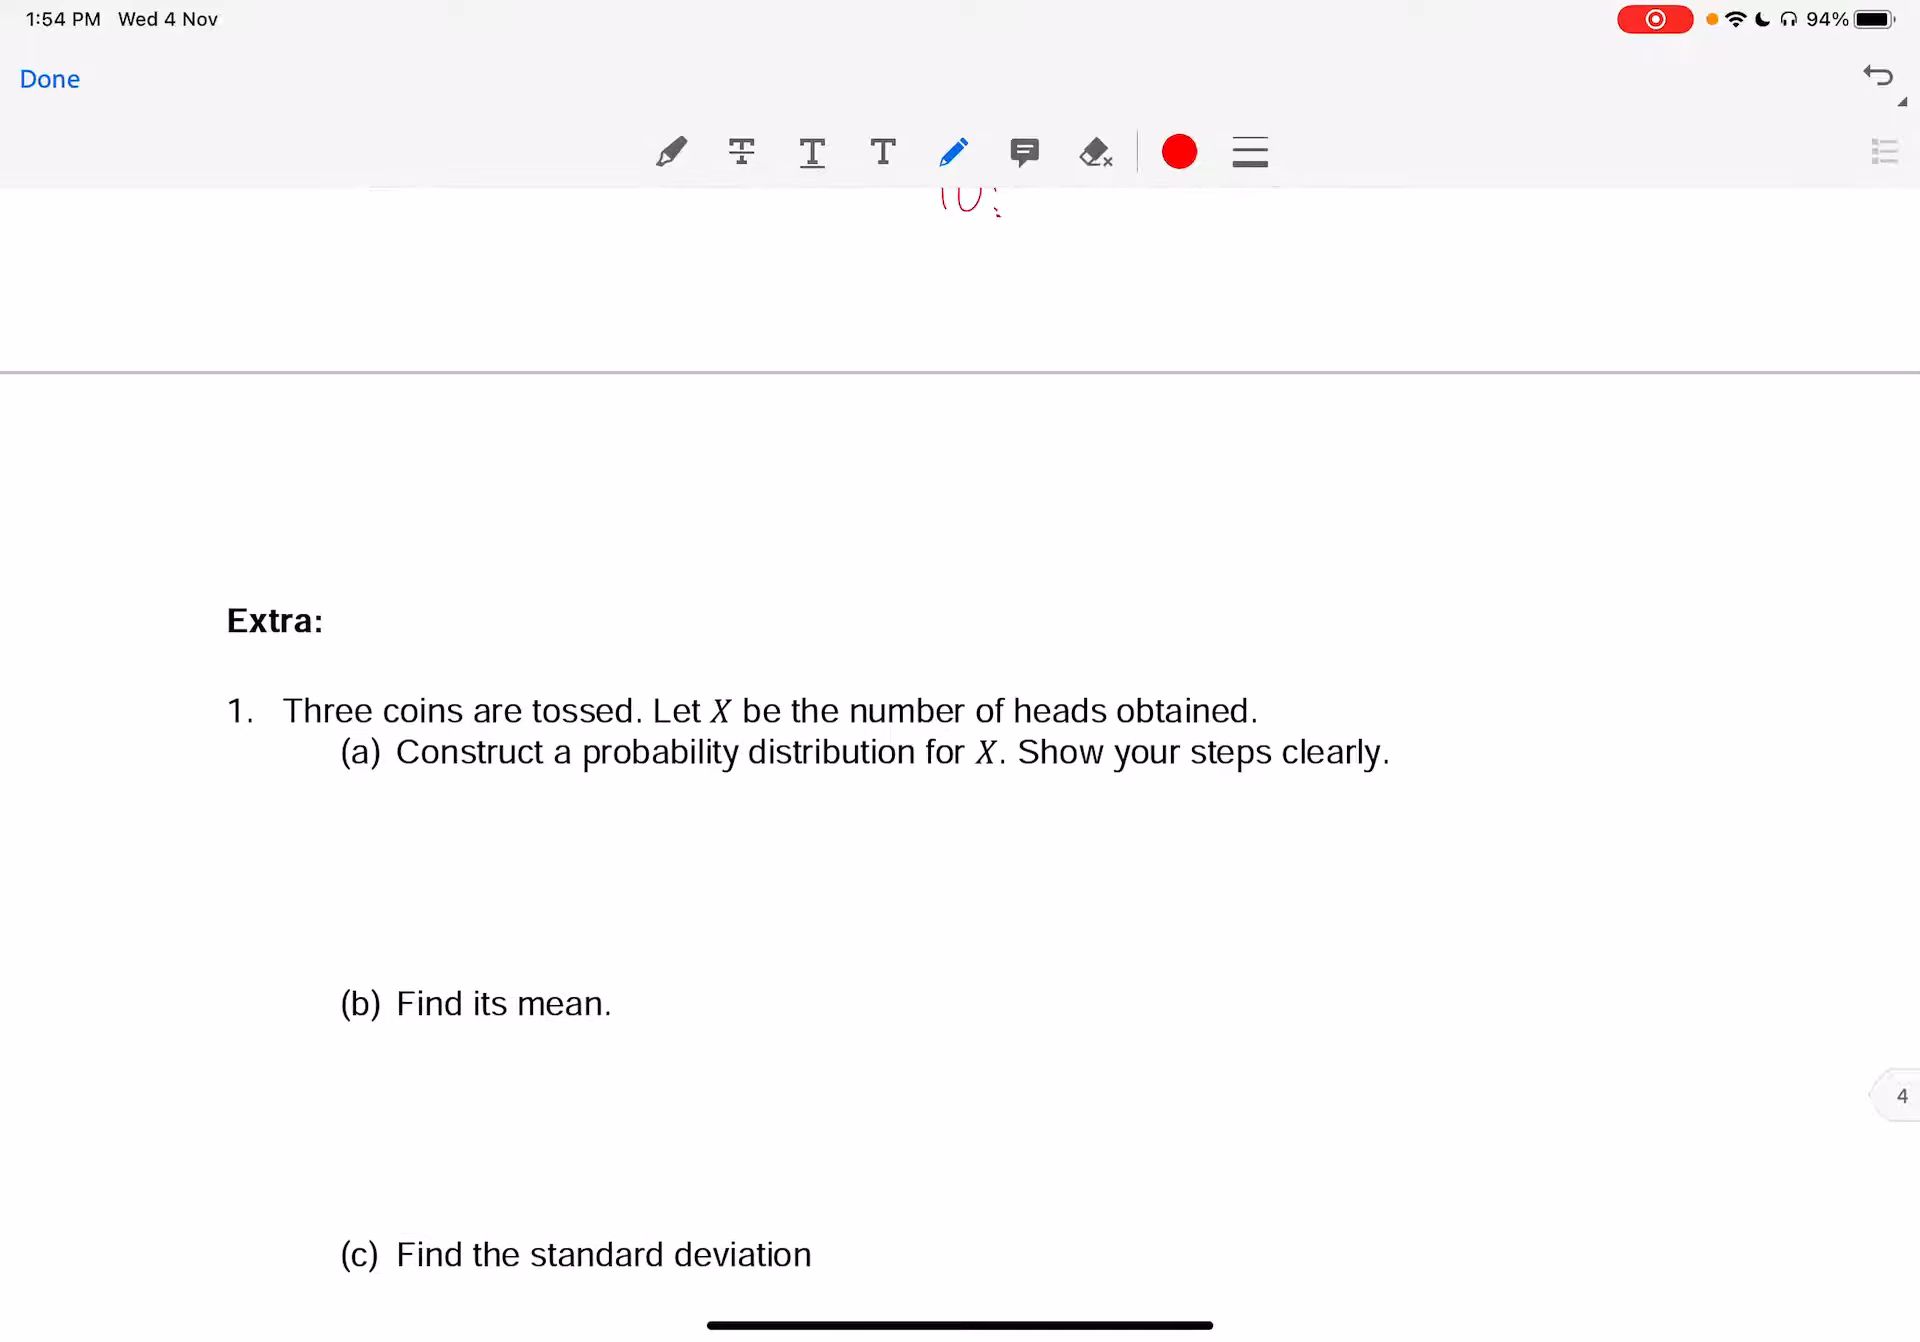 1:54 PM Wed 4 Nov
94%
Done
T T T
Extra:
1. Three coins are tossed. Let X be the number of heads obtained.
(a) Construct a probability distribution for X. Show your steps clearly.
(b) Find its mean.
4
(c) Find the standard deviation